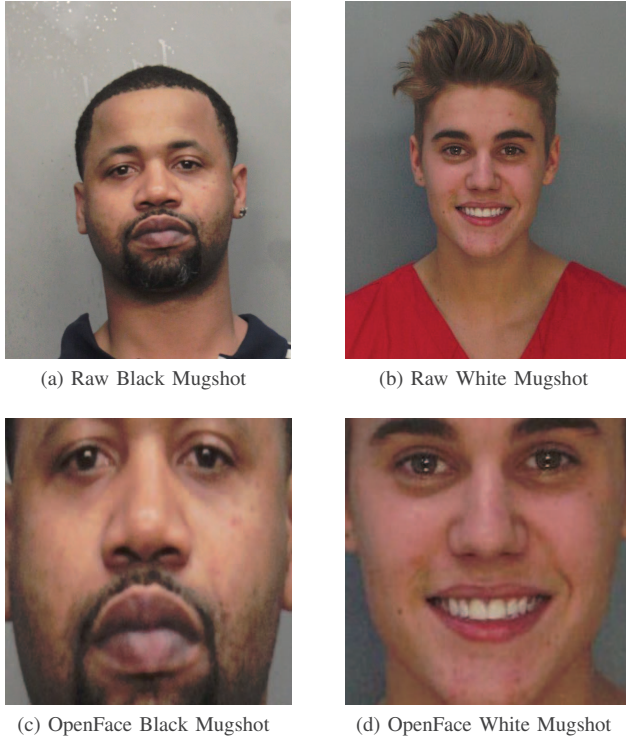 (a) Raw Black Mugshot
(b) Raw White Mugshot
(c) OpenFace Black Mugshot
(d) OpenFace White Mugshot